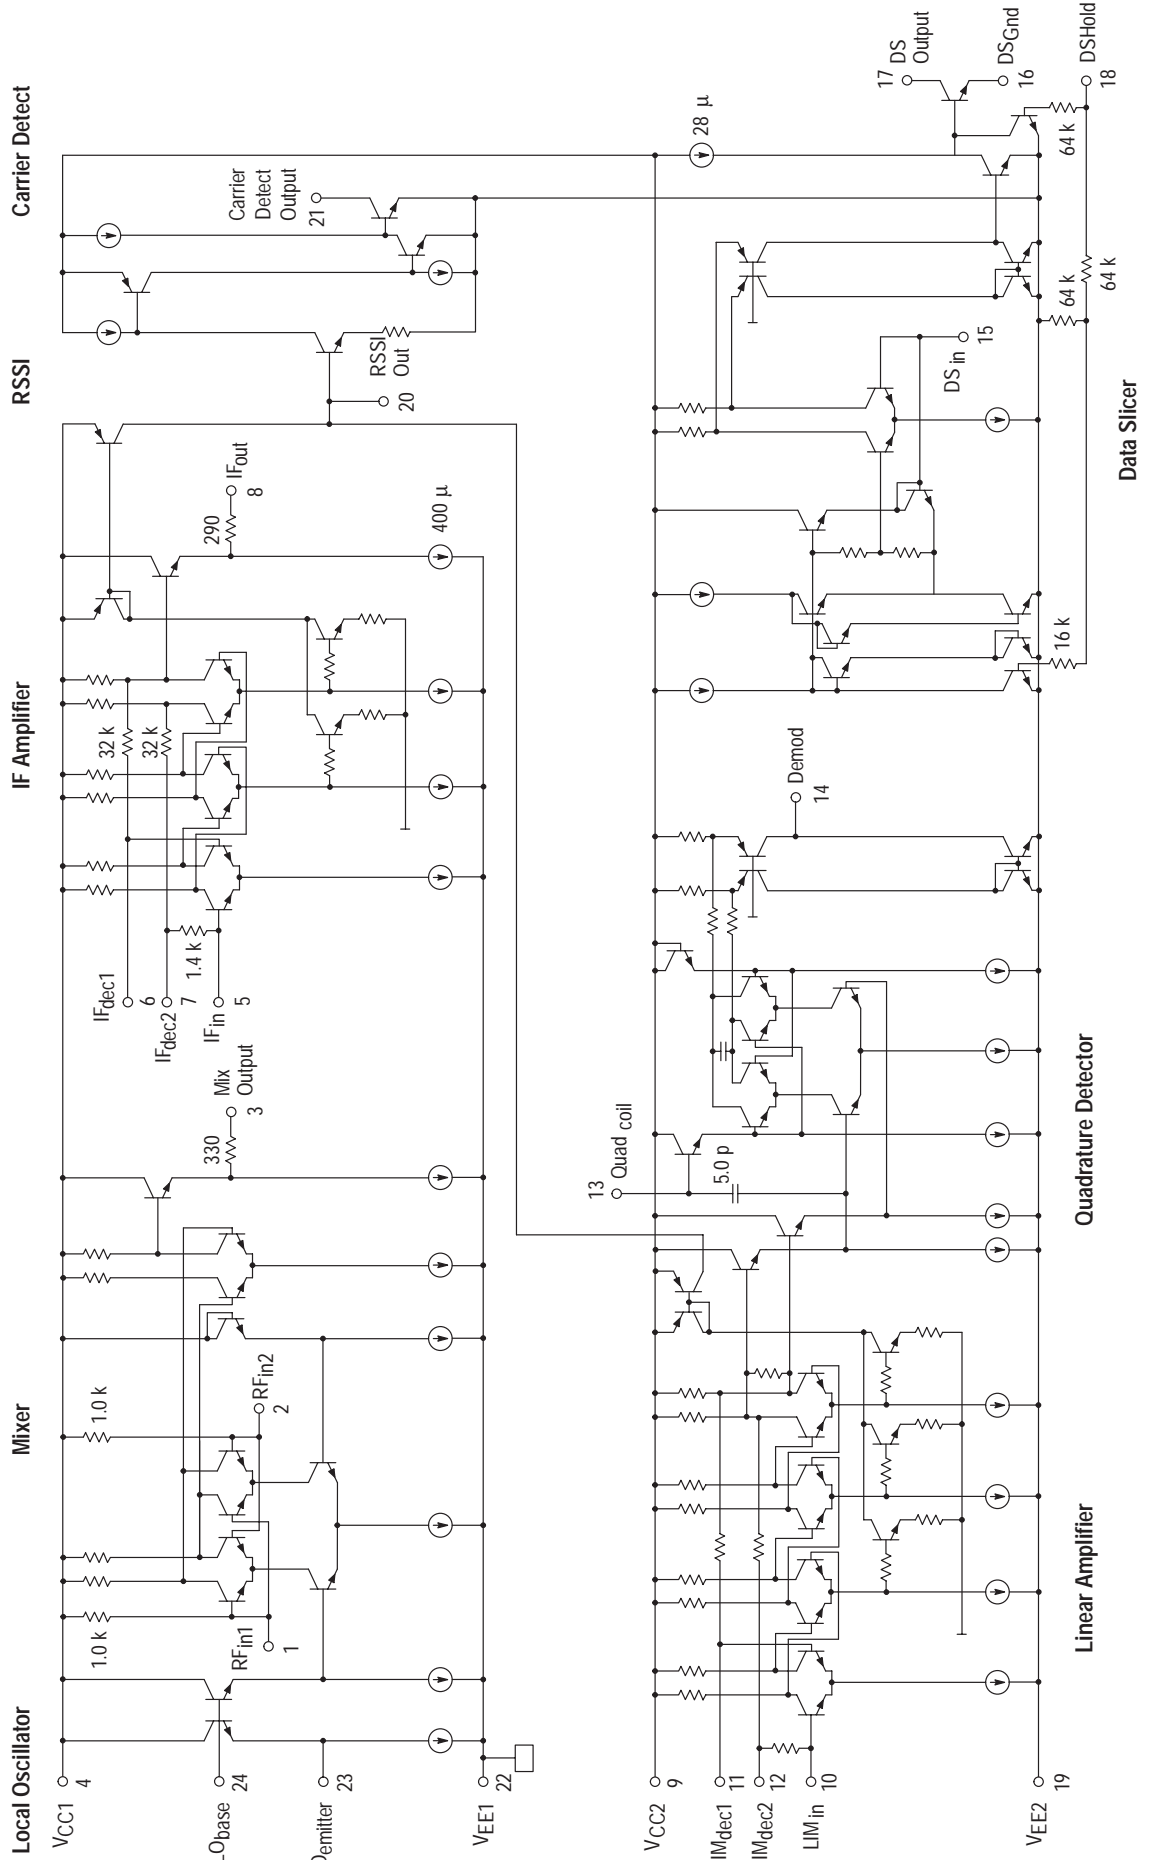 Local Oscillator
Mixer
IF Amplifier
RSSI
Carrier Detect
VCC1
4
LObase
24
Demitter
23
VEE1
22
1.0 k
RFin1
1
1.0 k
RFin2
2
330
Mix
Output
3
IFdec1
6
IFdec2
7
IFin
5
1.4 k
32 k
32 k
290
IFout
8
400 µ
20
RSSI
Out
Carrier
Detect
Output
21
VCC2
9
IMdec1
11
IMdec2
12
LIMin
10
VEE2
19
13 Quad coil
5.0 p
Demod
14
16 k
DS in
15
64 k
64 k
64 k
28 µ
17 DS
Output
DSGnd
16
DSHold
18
Linear Amplifier
Quadrature Detector
Data Slicer